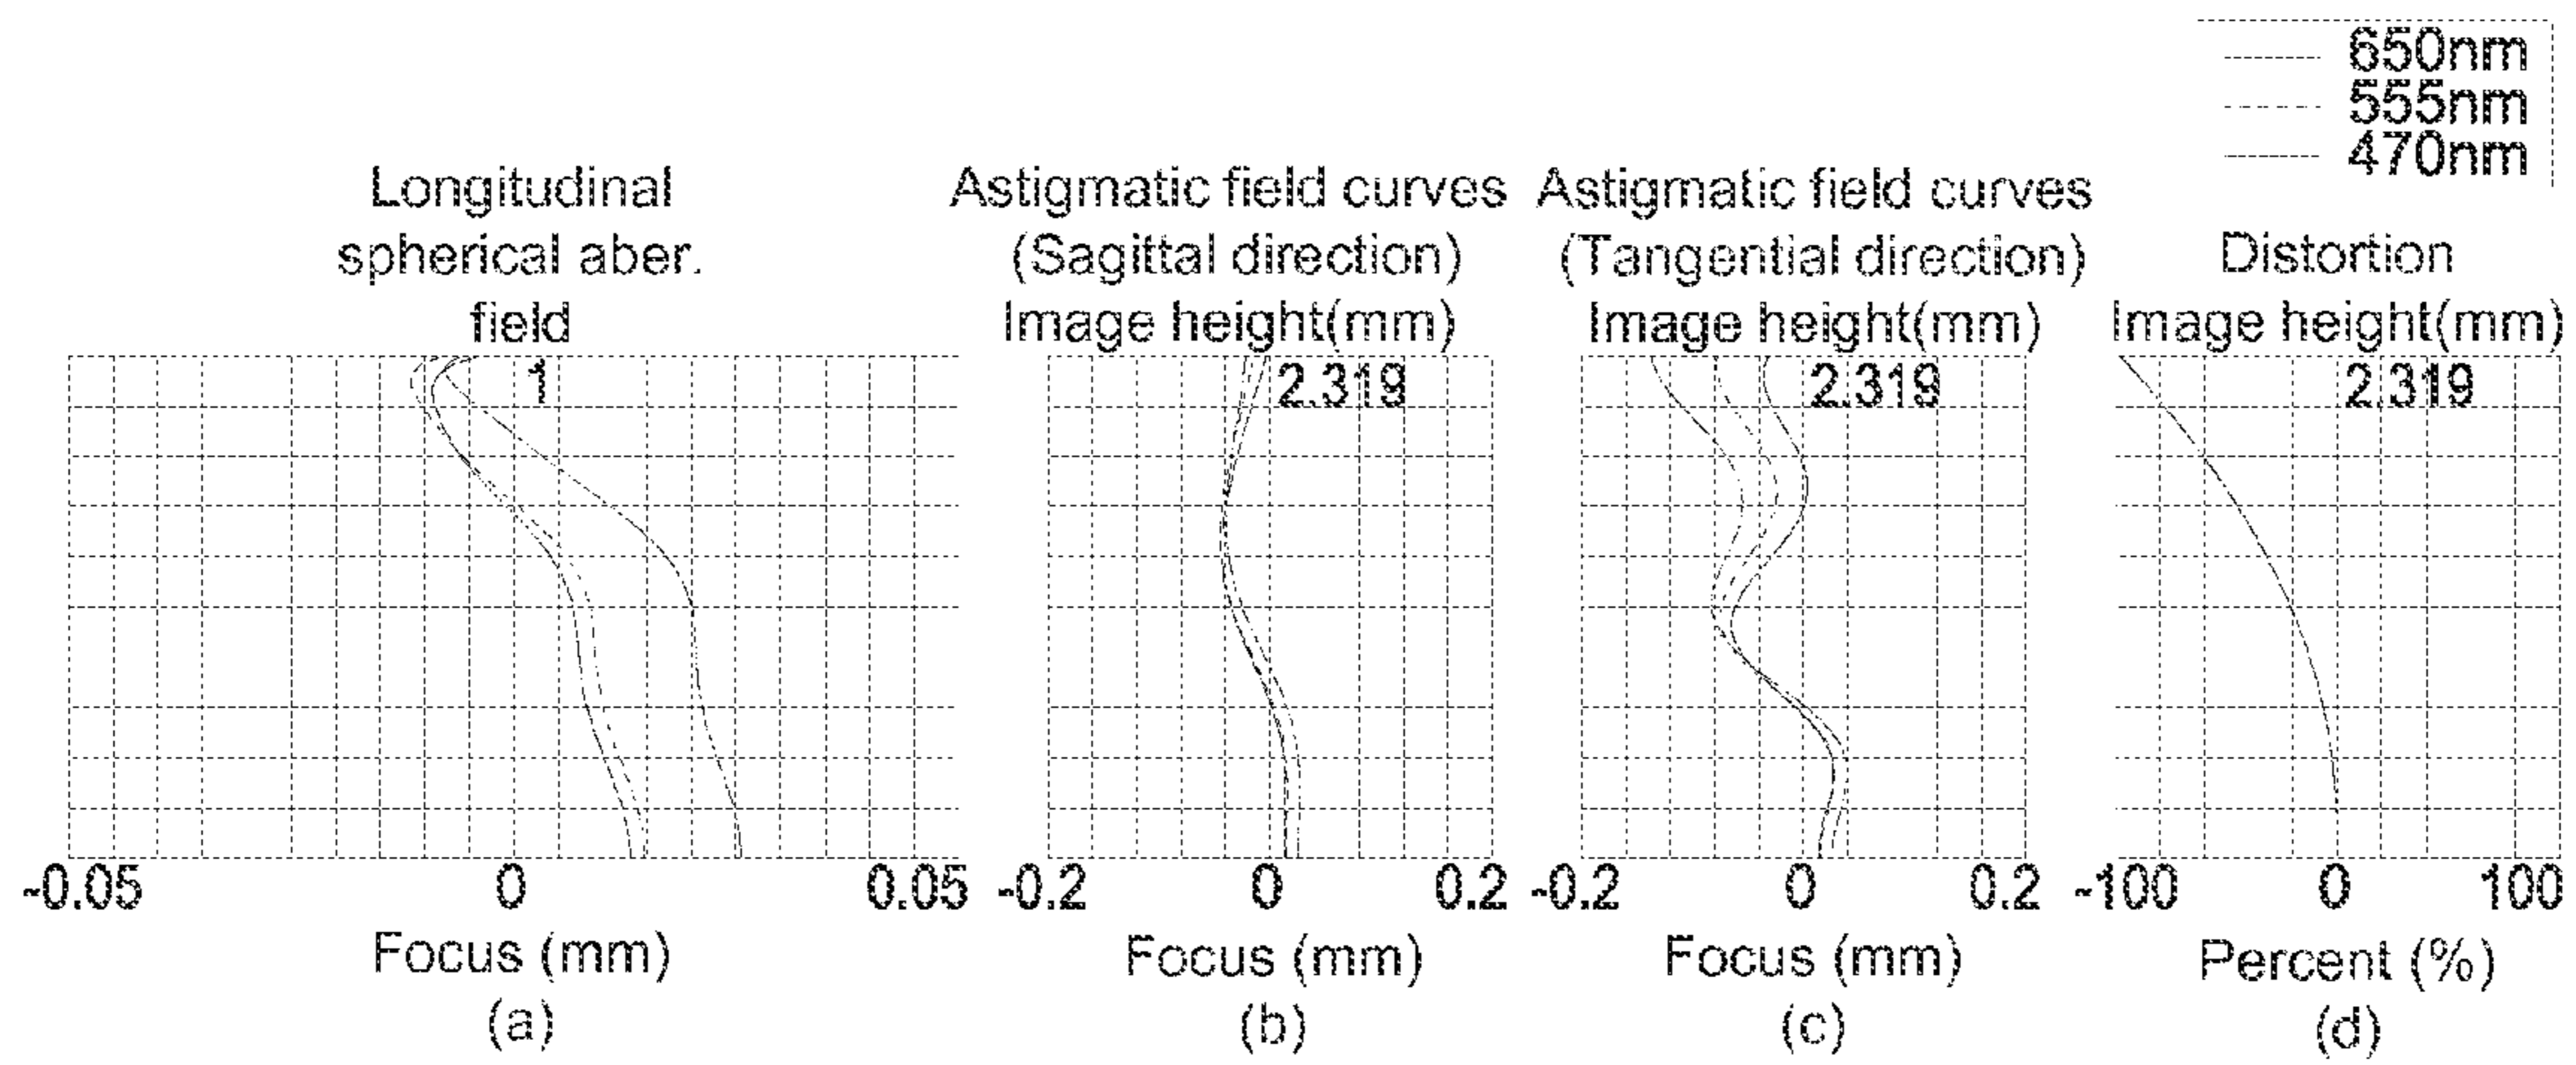 650nm
555nm
470nm
Longitudinal
spherical aber.
field
1
-0.05 0 0.05
Focus (mm)
(a)
Astigmatic field curves
(Sagittal direction)
Image height(mm)
2.319
-0.2 0 0.2
Focus (mm)
(b)
Astigmatic field curves
(Tangential direction)
Image height(mm)
2.319
-0.2 0 0.2
Focus (mm)
(c)
Distortion
Image height(mm)
2.319
-100 0 100
Percent (%)
(d)